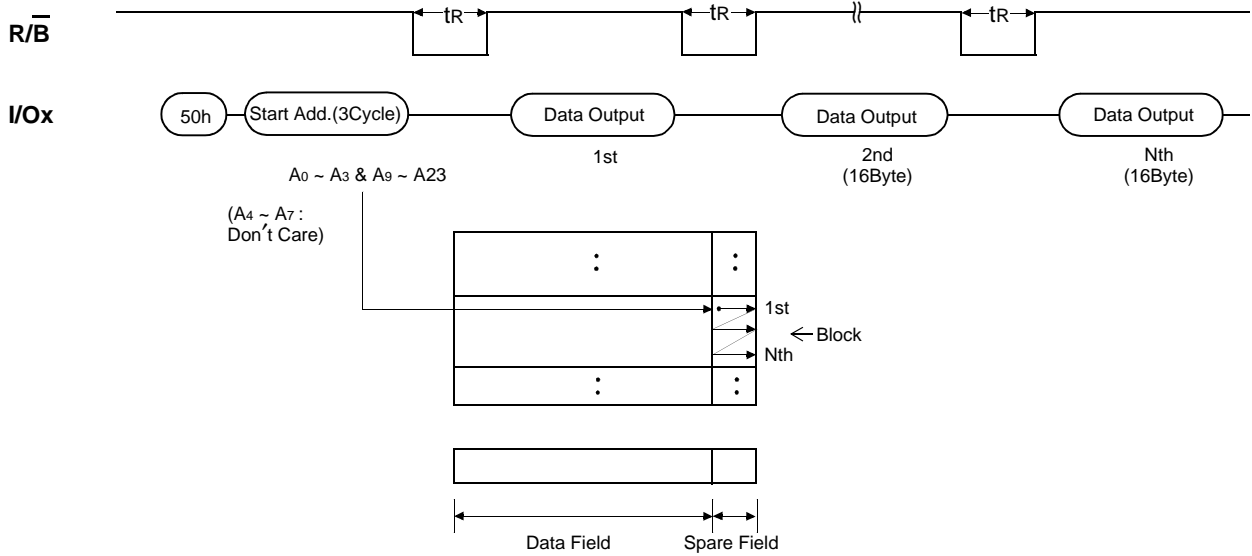 R/B
tR
tR
tR
I/Ox
50h
Start Add.(3Cycle)
Data Output
Data Output
Data Output
1st
2nd
(16Byte)
Nth
(16Byte)
A0 ~ A3 & A9 ~ A23
(A4 ~ A7 :
Don't Care)
1st
Block
Nth
Data Field
Spare Field